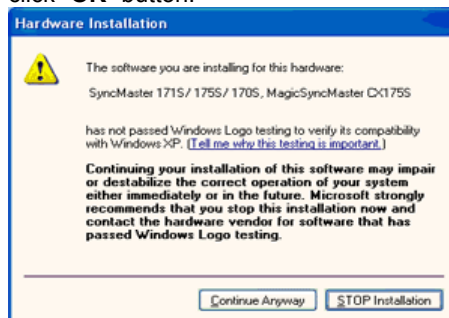 click "OK" button.
Hardware Installation
The software you are installing for this hardware:
SyncMaster 171S/ 175S/ 170S, MagicSyncMaster CX175S
has not passed Windows Logo testing to verify its compatibility
with Windows XP. (Tell me why this testing is important.)
Continuing your installation of this software may impair
or destabilize the correct operation of your system
either immediately or in the future. Microsoft strongly
recommends that you stop this installation now and
contact the hardware vendor for software that has
passed Windows Logo testing.
Continue Anyway STOP Installation